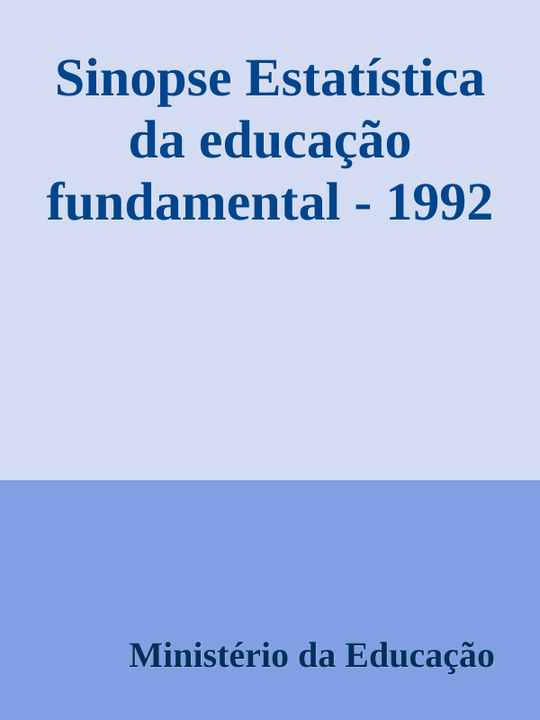 Sinopse Estatística
da educação
fundamental - 1992
Ministério da Educação